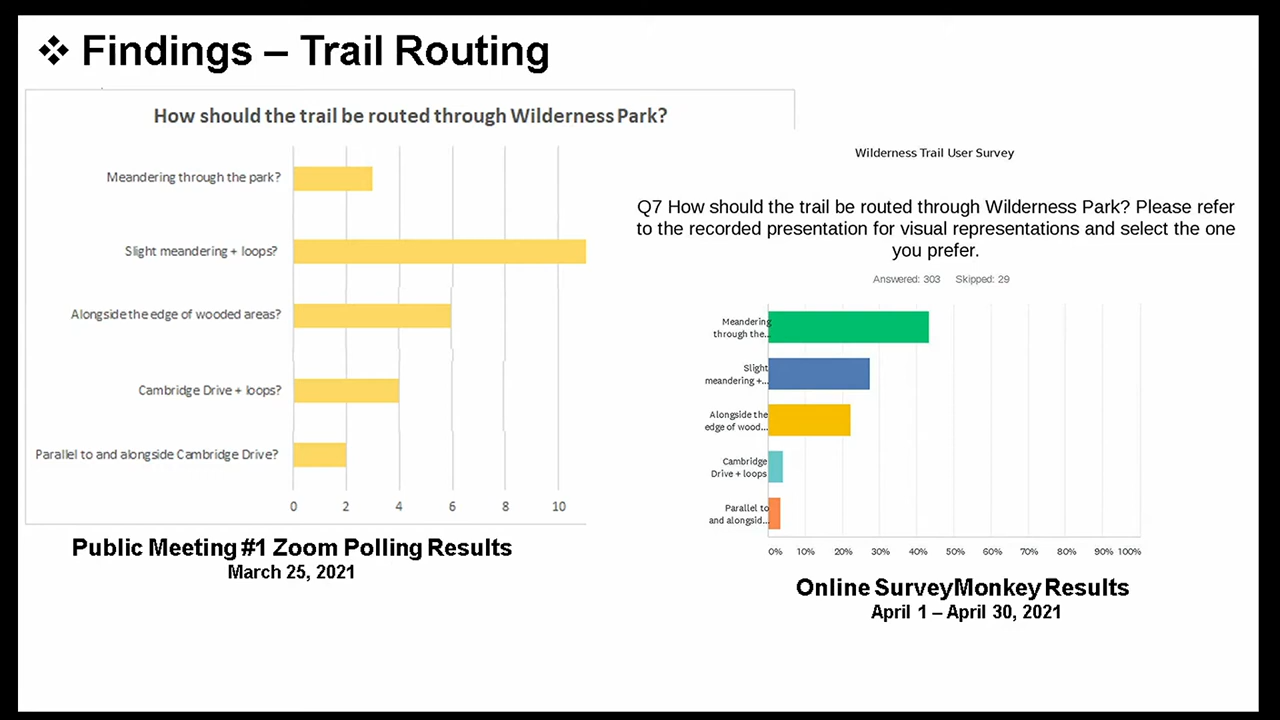 ❖ Findings – Trail Routing
How should the trail be routed through Wilderness Park?
Meandering through the park?
Slight meandering + loops?
Alongside the edge of wooded areas?
Cambridge Drive + loops?
Parallel to and alongside Cambridge Drive?
0 2 4 6 8 10
Public Meeting #1 Zoom Polling Results
March 25, 2021
Wilderness Trail User Survey
Q7 How should the trail be routed through Wilderness Park? Please refer
to the recorded presentation for visual representations and select the one
you prefer.
Answered: 303 Skipped: 29
Meandering
through the...
Slight
meandering +...
Alongside the
edge of wood...
Cambridge
Drive + loops
Parallel to
and alongsid...
0% 10% 20% 30% 40% 50% 60% 70% 80% 90% 100%
Online SurveyMonkey Results
April 1 – April 30, 2021